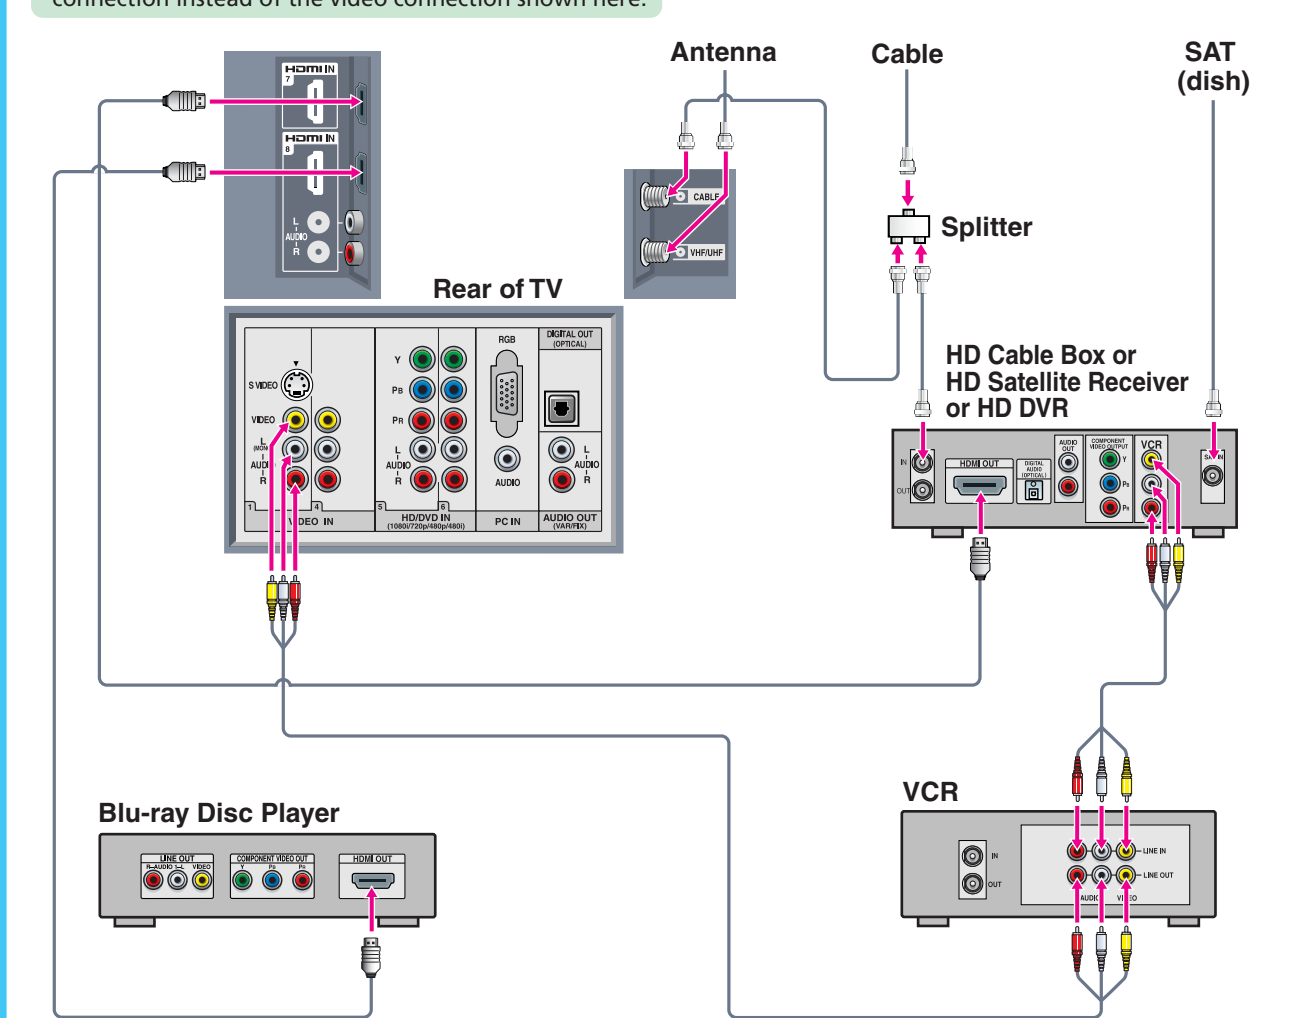 connection instead of the video connection shown here.
Antenna
Cable
SAT
(dish)
HDMI IN
7
HDMI IN
8
L
AUDIO
R
CABLE
VHF/UHF
Splitter
Rear of TV
S VIDEO
VIDEO
L
(MONO)
AUDIO
R
1
4
VIDEO IN
Y
PB
PR
L
AUDIO
R
5
6
HD/DVD IN
(1080i/720p/480p/480i)
RGB
AUDIO
PC IN
DIGITAL OUT
(OPTICAL)
L
AUDIO
R
AUDIO OUT
(VAR/FIX)
HD Cable Box or
HD Satellite Receiver
or HD DVR
IN
OUT
HDMI OUT
DIGITAL
AUDIO
(OPTICAL)
AUDIO
OUT
COMPONENT
VIDEO OUTPUT
Y
PB
PR
VCR
SAT IN
Blu-ray Disc Player
LINE OUT
R-AUDIO-L VIDEO
COMPONENT VIDEO OUT
Y PB PR
HDMI OUT
VCR
IN
OUT
LINE IN
LINE OUT
AUDIO VIDEO